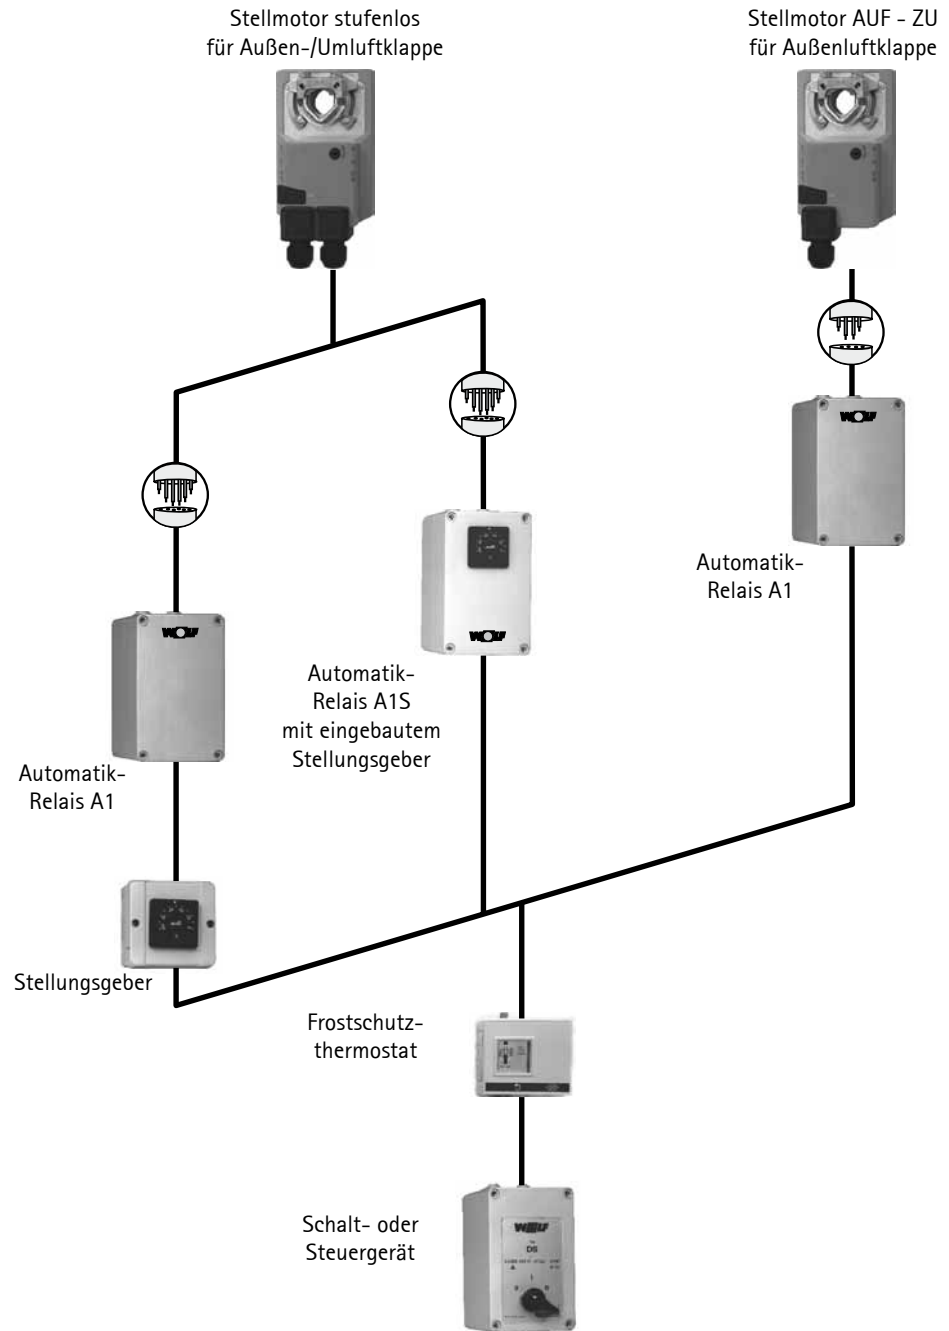 Stellmotor stufenlos
für Außen-/Umluftklappe
Stellmotor AUF - ZU
für Außenluftklappe
WOLF
Automatik-
Relais A1
WOLF
Automatik-
Relais A1S
mit eingebautem
Stellungsgeber
WOLF
Automatik-
Relais A1
Stellungsgeber
Frostschutz-
thermostat
Schalt- oder
Steuergerät
WOLF
DS